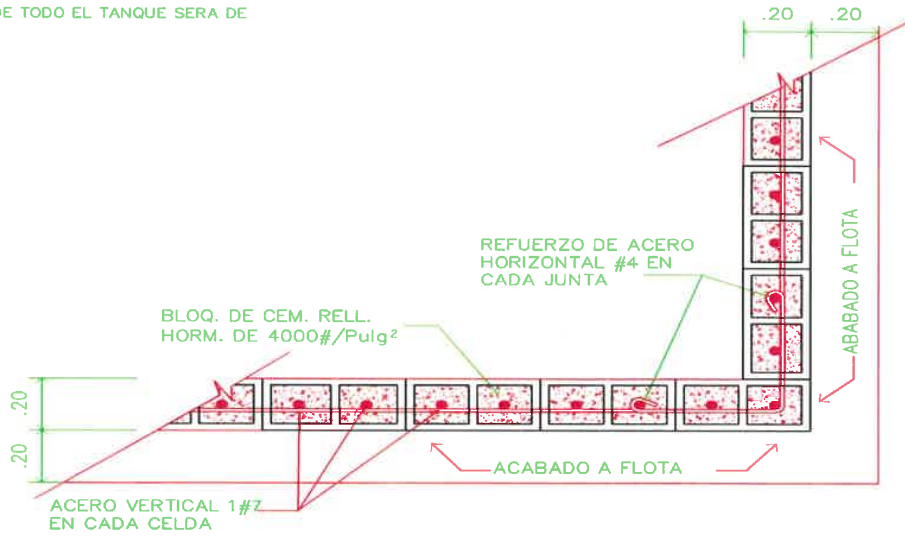 DE TODO EL TANQUE SERA DE
.20 .20
REFUERZO DE ACERO
HORIZONTAL #4 EN
CADA JUNTA
ABABADO A FLOTA
BLOQ. DE CEM. RELL.
HORM. DE 4000#/Pulg²
.20
.20
ACABADO A FLOTA
ACERO VERTICAL 1#7
EN CADA CELDA